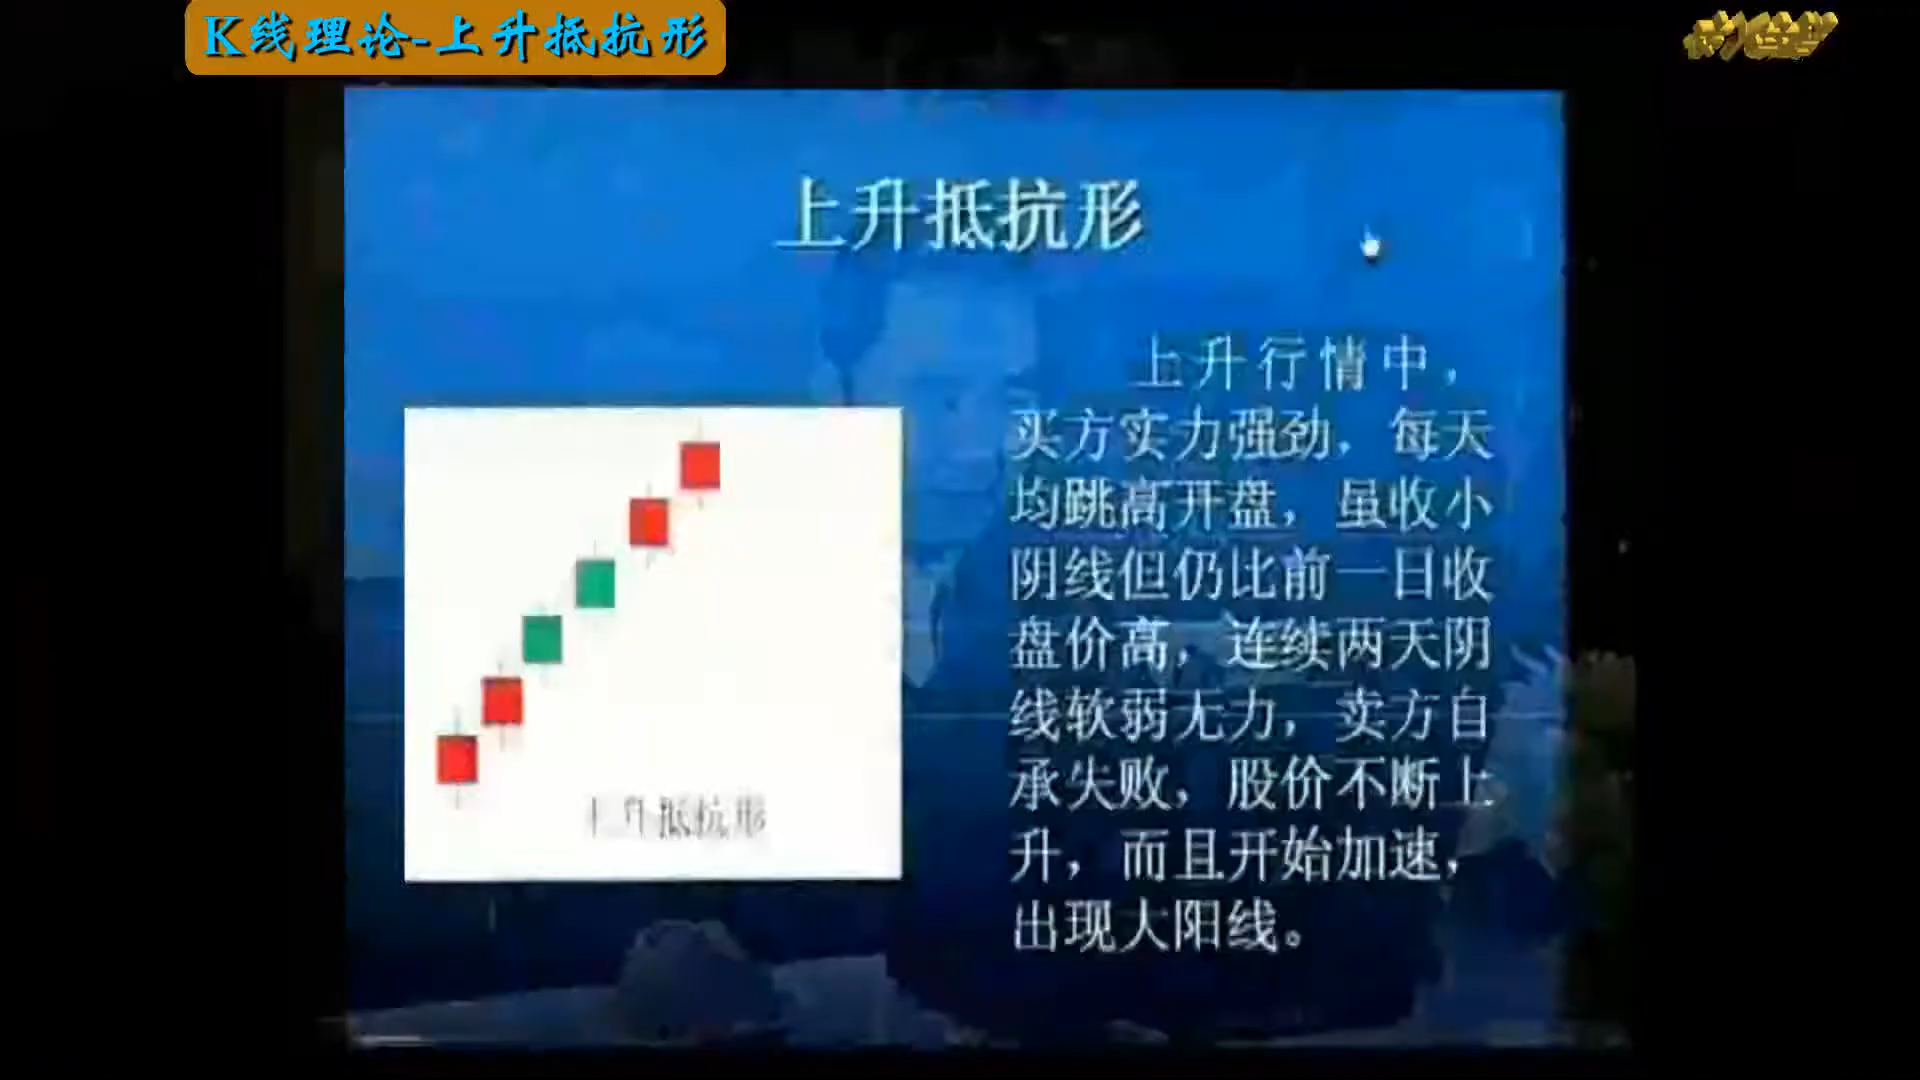 K线理论-上升抵抗形
上升抵抗形
上升行情中，
买方实力强劲，每天
均跳高开盘，虽收小
阴线但仍比前一日收
盘价高，连续两天阴
线软弱无力，卖方自
承失败，股价不断上
升，而且开始加速，
出现大阳线。
上升抵抗形